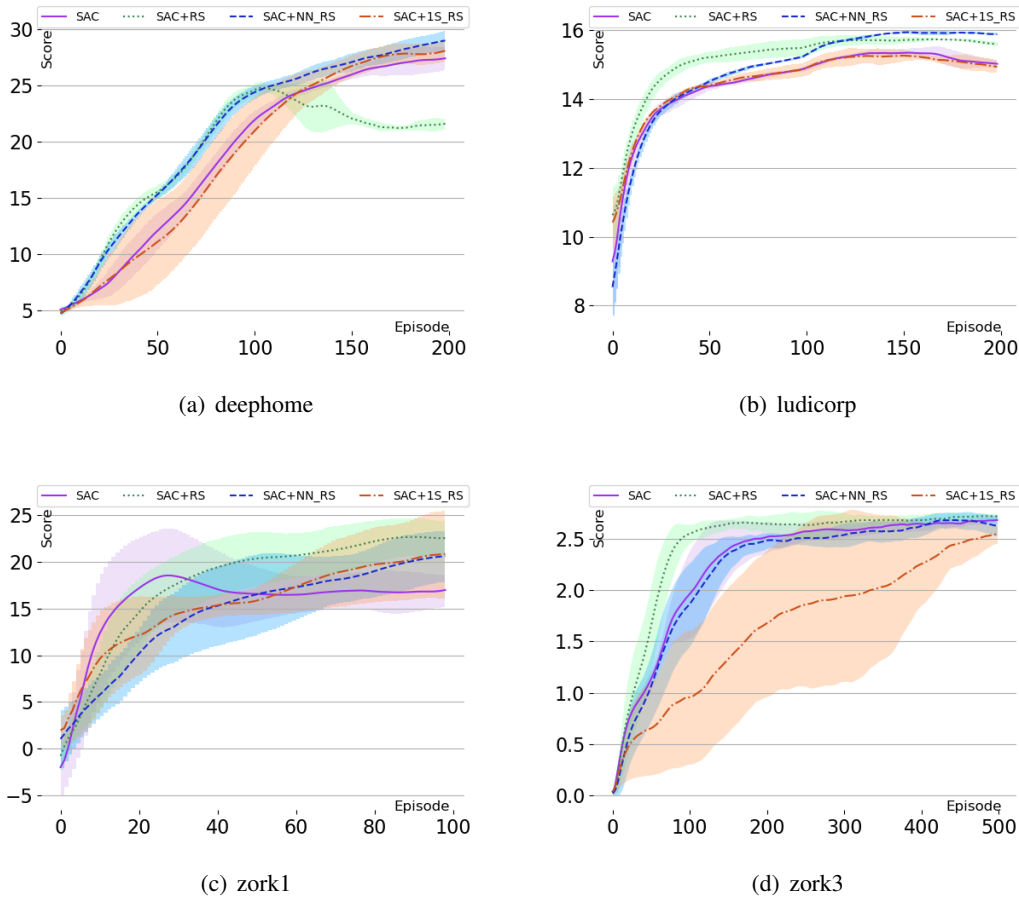 SAC SAC+RS SAC+NN_RS SAC+1S_RS
30
25
20
15
10
5
Score
Episode
0 50 100 150 200
(a) deephome
SAC SAC+RS SAC+NN_RS SAC+1S_RS
16
14
12
10
8
Score
Episode
0 50 100 150 200
(b) ludicorp
SAC SAC+RS SAC+NN_RS SAC+1S_RS
25
20
15
10
5
0
−5
Score
Episode
0 20 40 60 80 100
(c) zork1
SAC SAC+RS SAC+NN_RS SAC+1S_RS
2.5
2.0
1.5
1.0
0.5
0.0
Score
Episode
0 100 200 300 400 500
(d) zork3